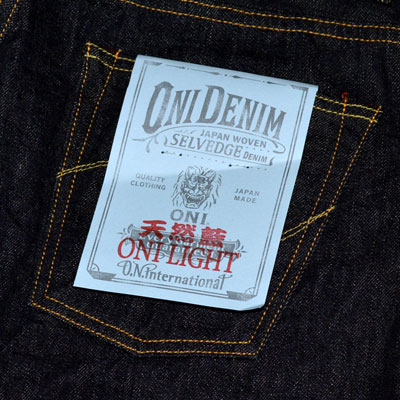 ONI DENIM
JAPAN WOVEN
SELVEDGE DENIM
QUALITY CLOTHING
JAPAN MADE
ONI
天然藍
ONI LIGHT
O.N.International